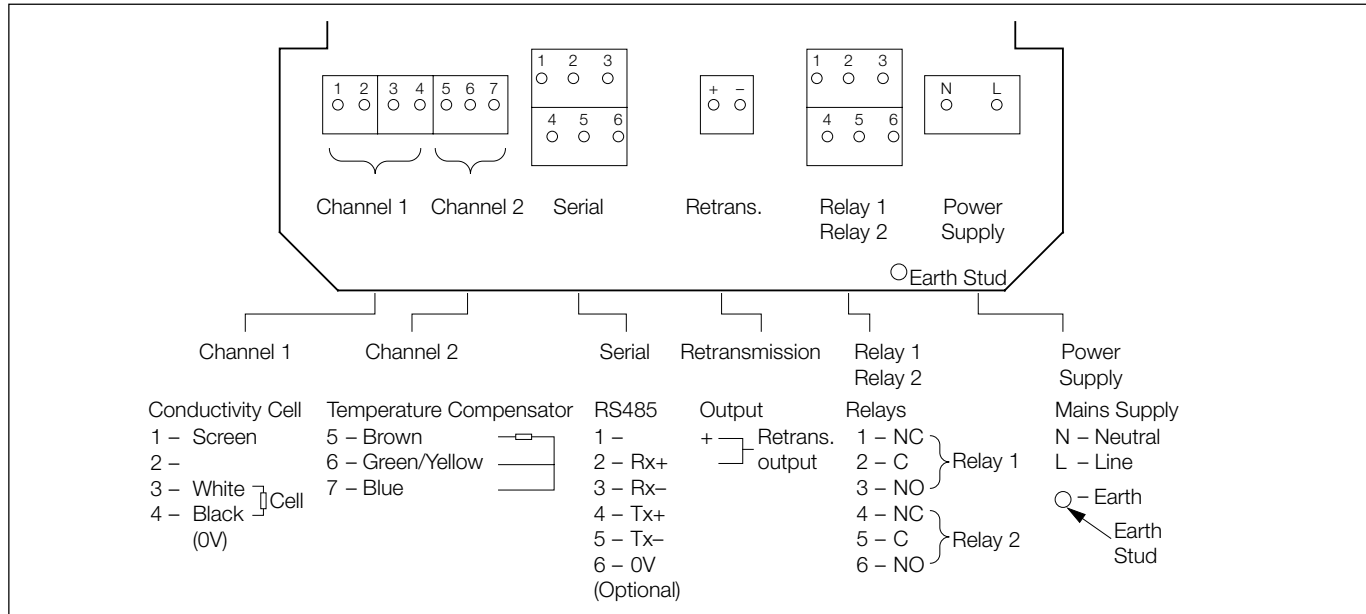 1 2 3
1 2 3
1 2 3 4 5 6 7
+ –
N L
4 5 6
4 5 6
Channel 1 Channel 2 Serial Retrans. Relay 1 Power
Relay 2 Supply
Earth Stud
Channel 1 Channel 2 Serial Retransmission Relay 1 Power
Relay 2 Supply
Conductivity Cell
1 – Screen
2 –
3 – White
4 – Black
(0V)
Cell
Temperature Compensator
5 – Brown
6 – Green/Yellow
7 – Blue
RS485
1 –
2 – Rx+
3 – Rx–
4 – Tx+
5 – Tx–
6 – 0V
(Optional)
Output
+
Retrans.
output
Relays
1 – NC
2 – C
3 – NO
Relay 1
4 – NC
5 – C
6 – NO
Relay 2
Mains Supply
N – Neutral
L – Line
– Earth
Earth
Stud